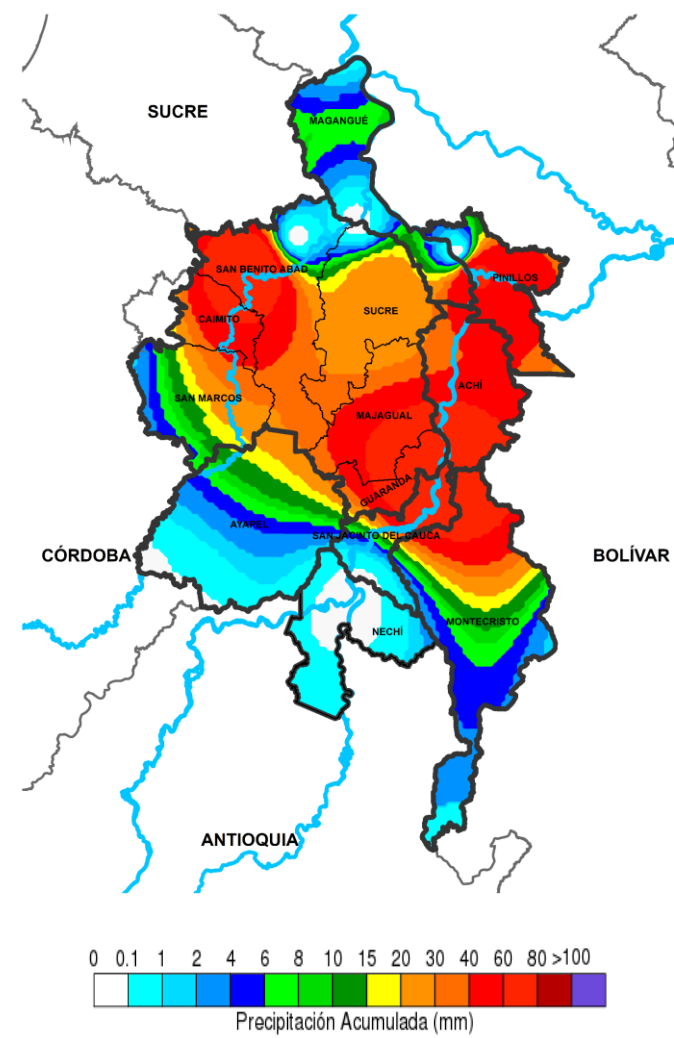 SUCRE
MAGANGUÉ
SAN BENITO ABAD
PINILLOS
CAIMITO
SUCRE
ACHÍ
SAN MARCOS
MAJAGUAL
GUARANDA
AYAPEL
SAN JACINTO DEL CAUCA
CÓRDOBA
BOLÍVAR
MONTECRISTO
NECHÍ
ANTIOQUIA
0 0.1 1 2 4 6 8 10 15 20 30 40 60 80 >100
Precipitación Acumulada (mm)